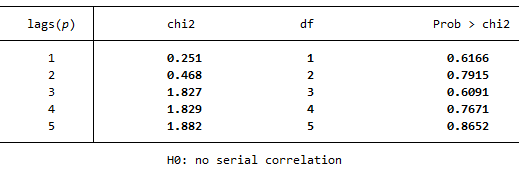 lags(p) chi2 df Prob > chi2
1 0.251 1 0.6166
2 0.468 2 0.7915
3 1.827 3 0.6091
4 1.829 4 0.7671
5 1.882 5 0.8652
H0: no serial correlation